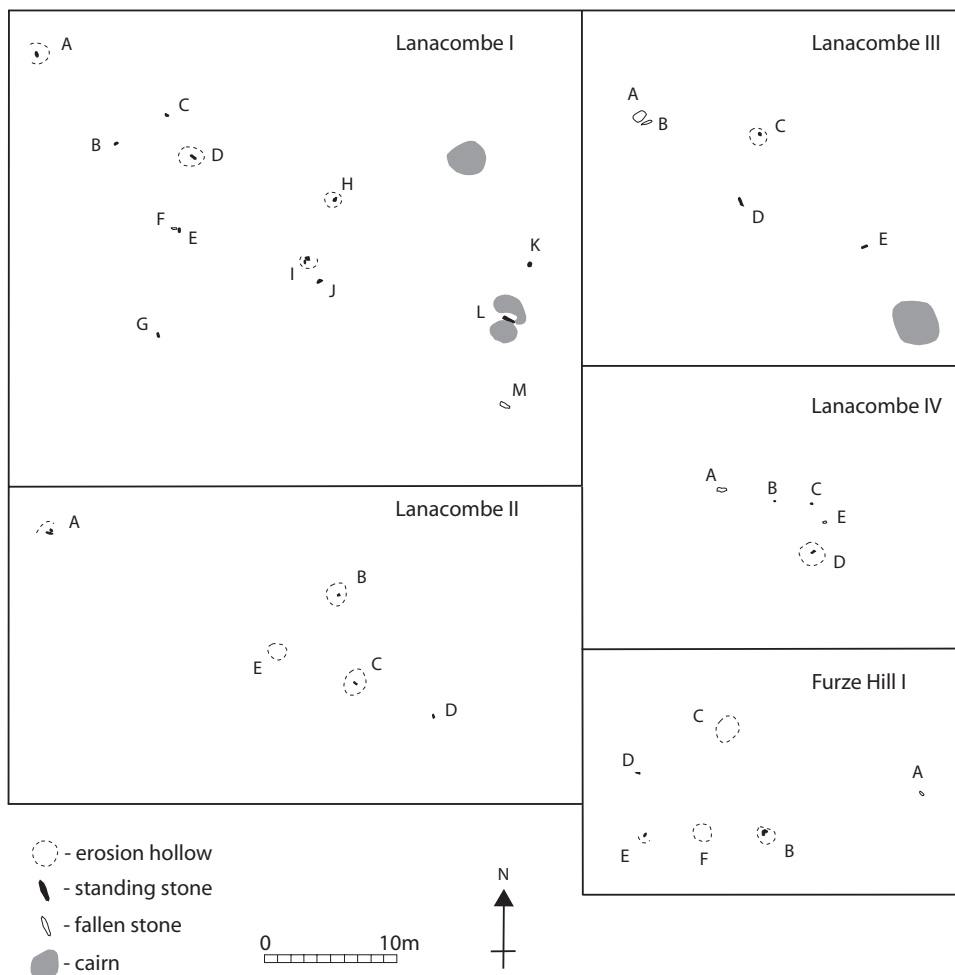 Lanacombe I
A
C
B
D
H
F
E
K
I
J
L
G
M
Lanacombe III
A
B
C
D
E
Lanacombe II
A
B
E
C
D
Lanacombe IV
A
B
C
E
D
Furze Hill I
C
D
A
E
F
B
- erosion hollow
- standing stone
- fallen stone
- cairn
0 10m
N